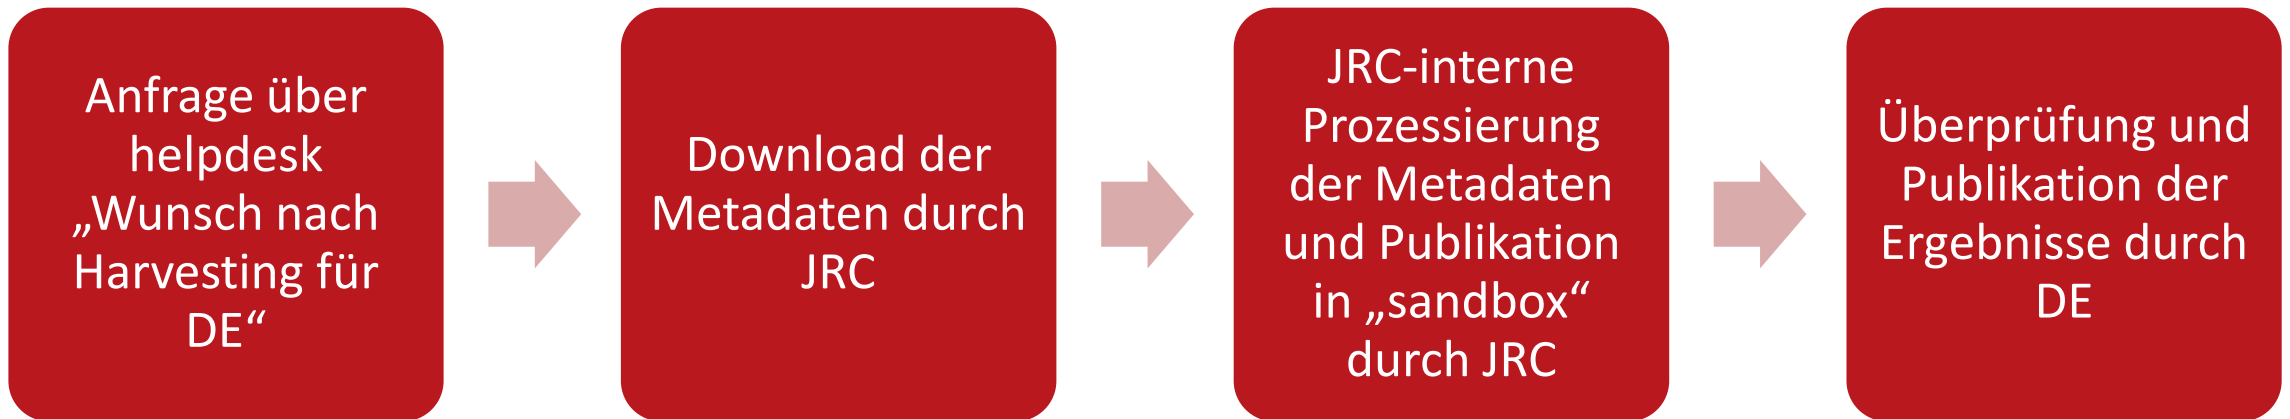 Anfrage über
helpdesk
„Wunsch nach
Harvesting für
DE“
Download der
Metadaten durch
JRC
JRC-interne
Prozessierung
der Metadaten
und Publikation
in „sandbox“
durch JRC
Überprüfung und
Publikation der
Ergebnisse durch
DE